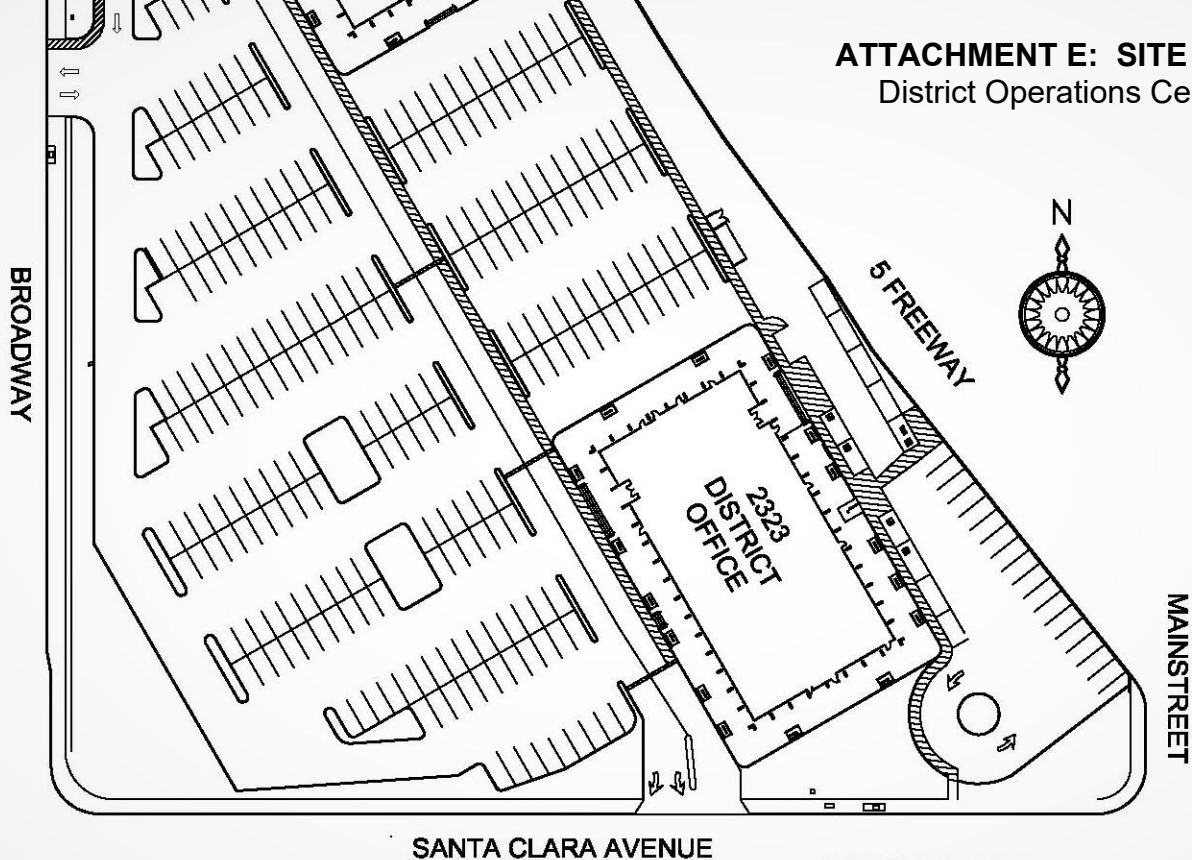 ATTACHMENT E: SITE
District Operations Ce
N
5 FREEWAY
BROADWAY
2323
DISTRICT
OFFICE
MAINSTREET
SANTA CLARA AVENUE